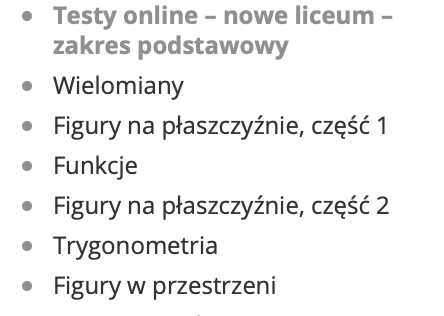 Testy online – nowe liceum –
zakres podstawowy
Wielomiany
Figury na płaszczyźnie, część 1
Funkcje
Figury na płaszczyźnie, część 2
Trygonometria
Figury w przestrzeni